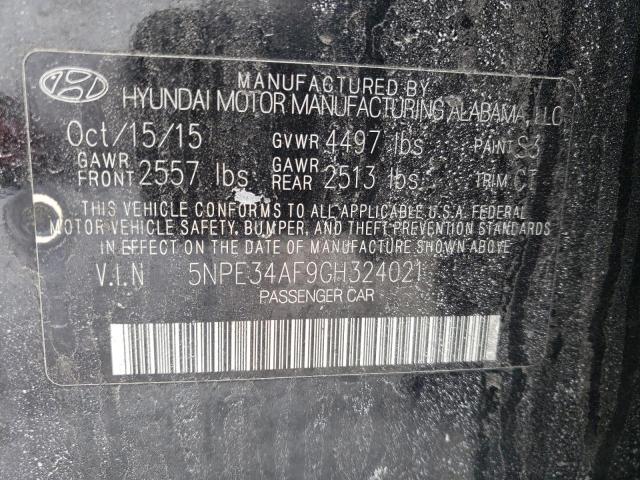 MANUFACTURED BY
HYUNDAI MOTOR MANUFACTURING ALABAMA, LLC
Oct/15/15 GVWR 4497 lbs PAINT S3
GAWR FRONT 2557 lbs GAWR REAR 2513 lbs TRIM CT
THIS VEHICLE CONFORMS TO ALL APPLICABLE U.S.A. FEDERAL
MOTOR VEHICLE SAFETY, BUMPER, AND THEFT PREVENTION STANDARDS
IN EFFECT ON THE DATE OF MANUFACTURE SHOWN ABOVE
V.I.N 5NPE34AF9GH324021
PASSENGER CAR